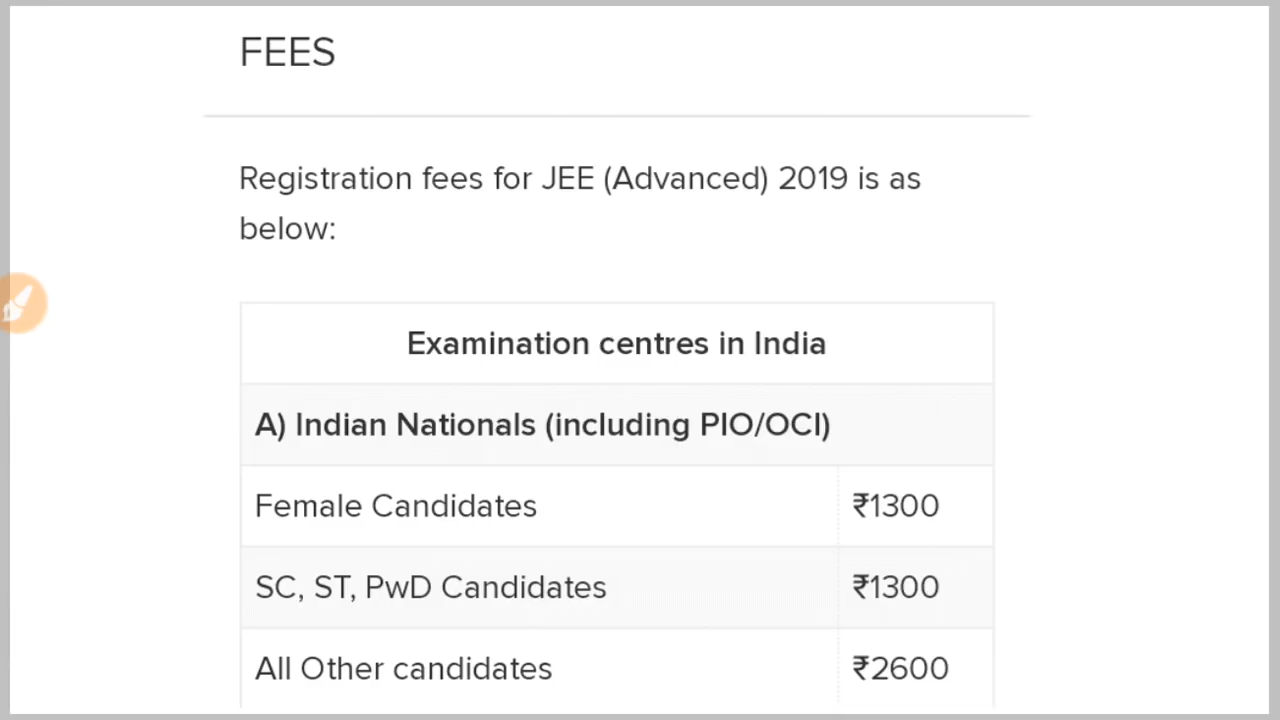 FEES
Registration fees for JEE (Advanced) 2019 is as
below:
Examination centres in India
A) Indian Nationals (including PIO/OCI)
Female Candidates ₹1300
SC, ST, PwD Candidates ₹1300
All Other candidates ₹2600